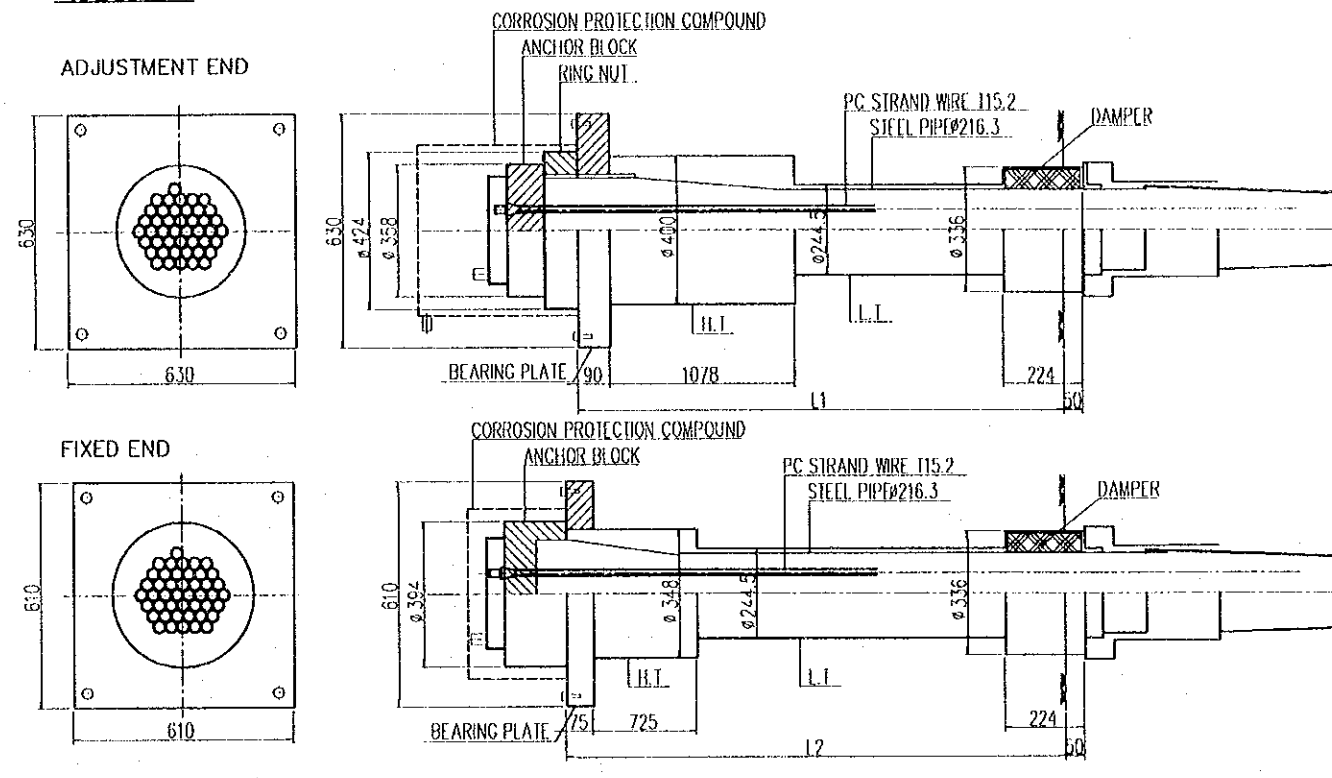 CORROSION PROTECTION COMPOUND
ANCHOR BLOCK
RING NUT
ADJUSTMENT END
PC STRAND WIRE T15.2
STEEL PIPEø216.3
DAMPER
630
630
630
ø424
ø358
ø400
ø244.5
ø336
H.T
L.T
BEARING PLATE
90
1078
224
L1
50
CORROSION PROTECTION COMPOUND
ANCHOR BLOCK
FIXED END
PC STRAND WIRE T15.2
STEEL PIPEø216.3
DAMPER
610
610
610
ø394
ø348
ø244.5
ø336
H.T
L.T
BEARING PLATE
75
725
224
L2
50